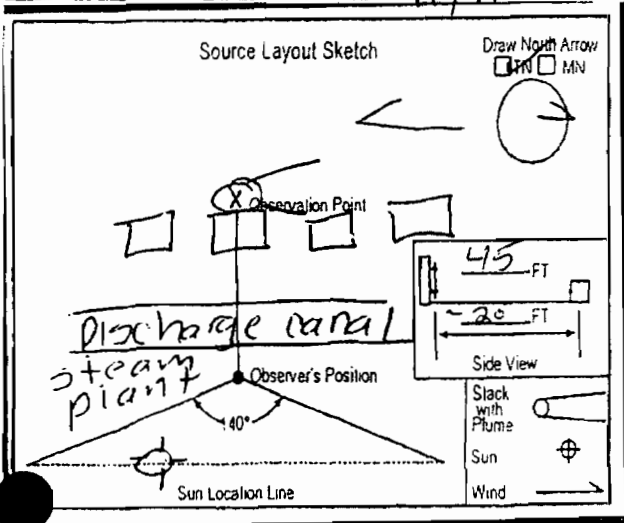 Source Layout Sketch
Draw North Arrow
TN MN
X Observation Point
45 FT
~20 FT
Discharge canal
Side View
steam
plant
Observer's Position
140°
Stack
with
Plume
Sun
Wind
Sun Location Line